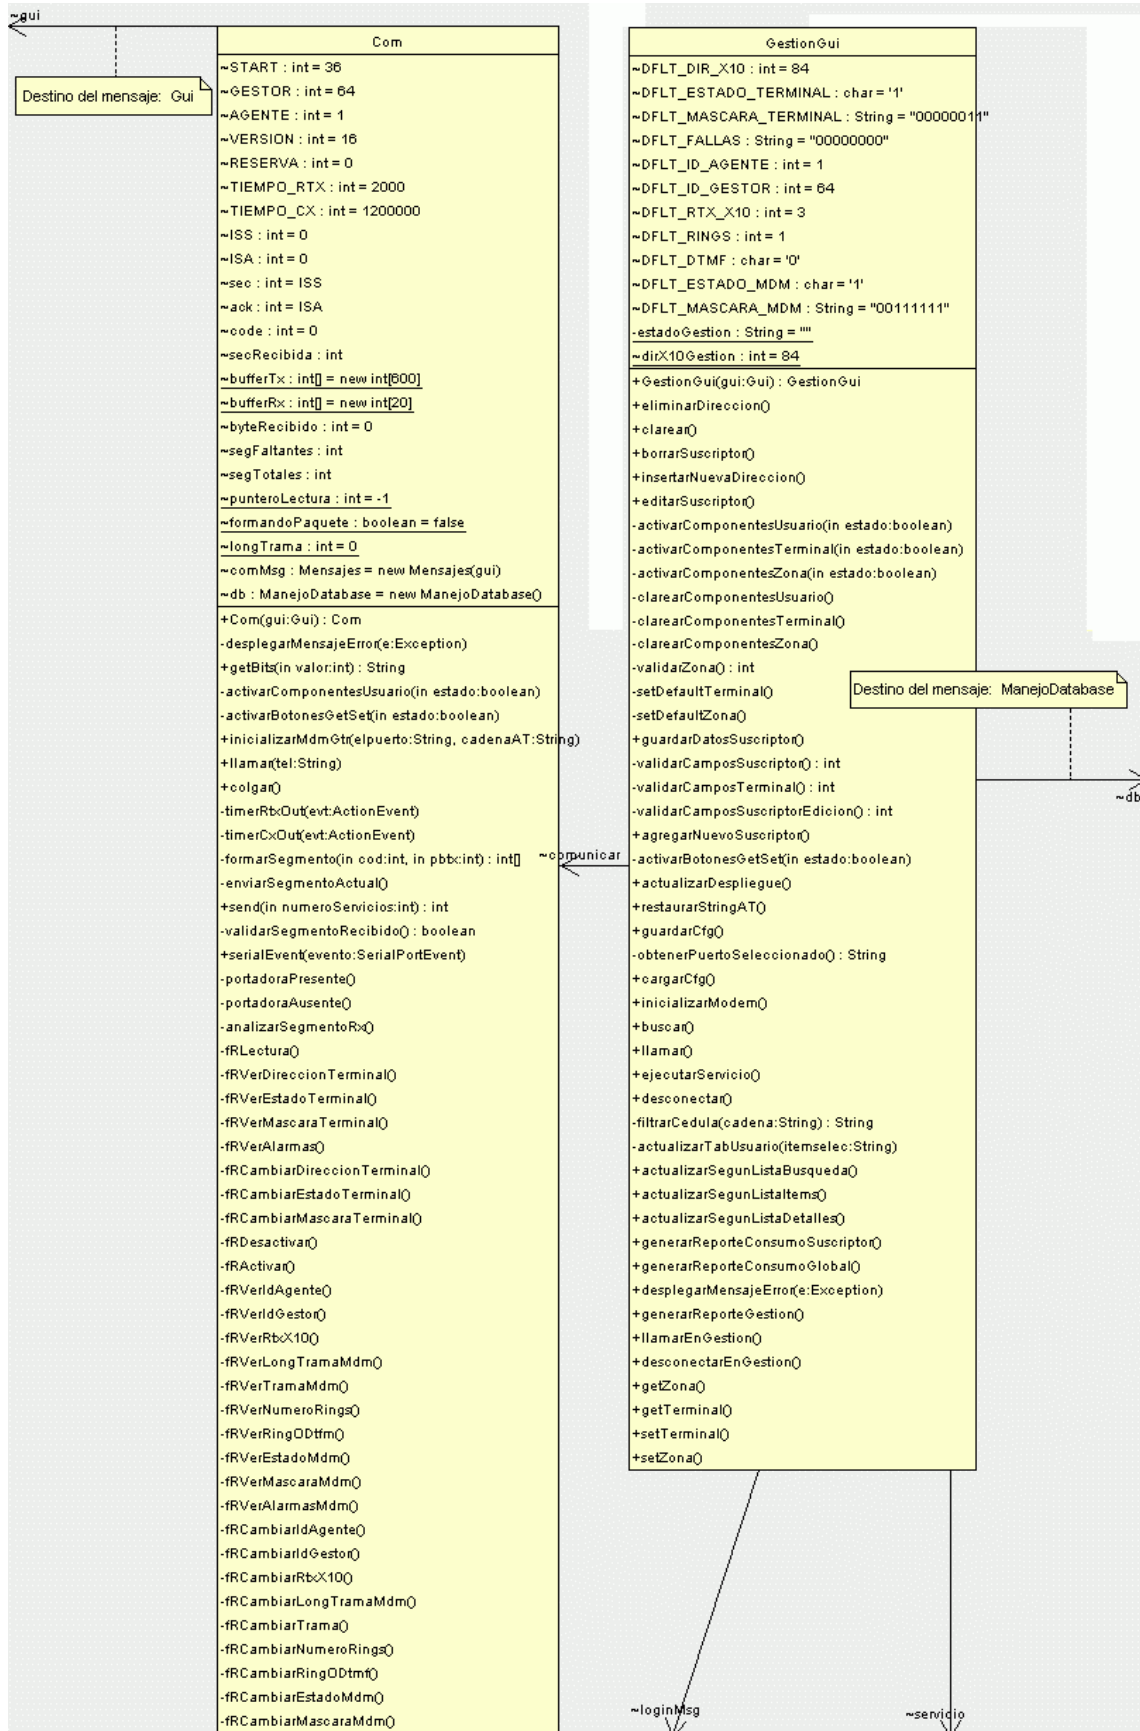 ~gui
Destino del mensaje: Gui
Com
~START : int = 36
~GESTOR : int = 64
~AGENTE : int = 1
~VERSION : int = 16
~RESERVA : int = 0
~TIEMPO_RTX : int = 2000
~TIEMPO_CX : int = 1200000
~ISS : int = 0
~ISA : int = 0
~sec : int = ISS
~ack : int = ISA
~code : int = 0
~secRecibida : int
~bufferTx : int[] = new int[600]
~bufferRx : int[] = new int[20]
~byteRecibido : int = 0
~segFaltantes : int
~segTotales : int
~punteroLectura : int = -1
~formandoPaquete : boolean = false
~longTrama : int = 0
~comMsg : Mensajes = new Mensajes(gui)
~db : ManejoDatabase = new ManejoDatabase()
+Com(gui:Gui) : Com
-desplegarMensajeError(e:Exception)
+getBits(in valor:int) : String
-activarComponentesUsuario(in estado:boolean)
-activarBotonesGetSet(in estado:boolean)
+inicializarMdmGtr(elpuerto:String, cadenaAT:String)
+llamar(tel:String)
+colgar()
-timerRtxOut(evt:ActionEvent)
-timerCxOut(evt:ActionEvent)
-formarSegmento(in cod:int, in pbtx:int) : int[]
-enviarSegmentoActual()
+send(in numeroServicios:int) : int
-validarSegmentoRecibido() : boolean
+serialEvent(evento:SerialPortEvent)
-portadoraPresente()
-portadoraAusente()
-analizarSegmentoRx()
-fRLectura()
-fRVerDireccionTerminal()
-fRVerEstadoTerminal()
-fRVerMascaraTerminal()
-fRVerAlarmas()
-fRCambiarDireccionTerminal()
-fRCambiarEstadoTerminal()
-fRCambiarMascaraTerminal()
-fRDesactivar()
-fRActivar()
-fRVerIdAgente()
-fRVerIdGestor()
-fRVerRtxX10()
-fRVerLongTramaMdm()
-fRVerTramaMdm()
-fRVerNumeroRings()
-fRVerRingODtfm()
-fRVerEstadoMdm()
-fRVerMascaraMdm()
-fRVerAlarmasMdm()
-fRCambiarIdAgente()
-fRCambiarIdGestor()
-fRCambiarRtxX10()
-fRCambiarLongTramaMdm()
-fRCambiarTrama()
-fRCambiarNumeroRings()
-fRCambiarRingODtmf()
-fRCambiarEstadoMdm()
-fRCambiarMascaraMdm()
~comunicar
GestionGui
~DFLT_DIR_X10 : int = 84
~DFLT_ESTADO_TERMINAL : char = '1'
~DFLT_MASCARA_TERMINAL : String = "00000011"
~DFLT_FALLAS : String = "00000000"
~DFLT_ID_AGENTE : int = 1
~DFLT_ID_GESTOR : int = 64
~DFLT_RTX_X10 : int = 3
~DFLT_RINGS : int = 1
~DFLT_DTMF : char = '0'
~DFLT_ESTADO_MDM : char = '1'
~DFLT_MASCARA_MDM : String = "00111111"
-estadoGestion : String = ""
~dirX10Gestion : int = 84
+GestionGui(gui:Gui) : GestionGui
+eliminarDireccion()
+clarear()
+borrarSuscriptor()
+insertarNuevaDireccion()
+editarSuscriptor()
-activarComponentesUsuario(in estado:boolean)
-activarComponentesTerminal(in estado:boolean)
-activarComponentesZona(in estado:boolean)
-clarearComponentesUsuario()
-clarearComponentesTerminal()
-clarearComponentesZona()
-validarZona() : int
-setDefaultTerminal()
-setDefaultZona()
+guardarDatosSuscriptor()
-validarCamposSuscriptor() : int
-validarCamposTerminal() : int
-validarCamposSuscriptorEdicion() : int
+agregarNuevoSuscriptor()
-activarBotonesGetSet(in estado:boolean)
+actualizarDespliegue()
+restaurarStringAT()
+guardarCfg()
-obtenerPuertoSeleccionado() : String
+cargarCfg()
+inicializarModem()
+buscar()
+llamar()
+ejecutarServicio()
+desconectar()
-filtrarCedula(cadena:String) : String
-actualizarTabUsuario(itemselec:String)
+actualizarSegunListaBusqueda()
+actualizarSegunListaItems()
+actualizarSegunListaDetalles()
+generarReporteConsumoSuscriptor()
+generarReporteConsumoGlobal()
+desplegarMensajeError(e:Exception)
+generarReporteGestion()
+llamarEnGestion()
+desconectarEnGestion()
+getZona()
+getTerminal()
+setTerminal()
+setZona()
Destino del mensaje: ManejoDatabase
~db
~loginMsg
~servicio